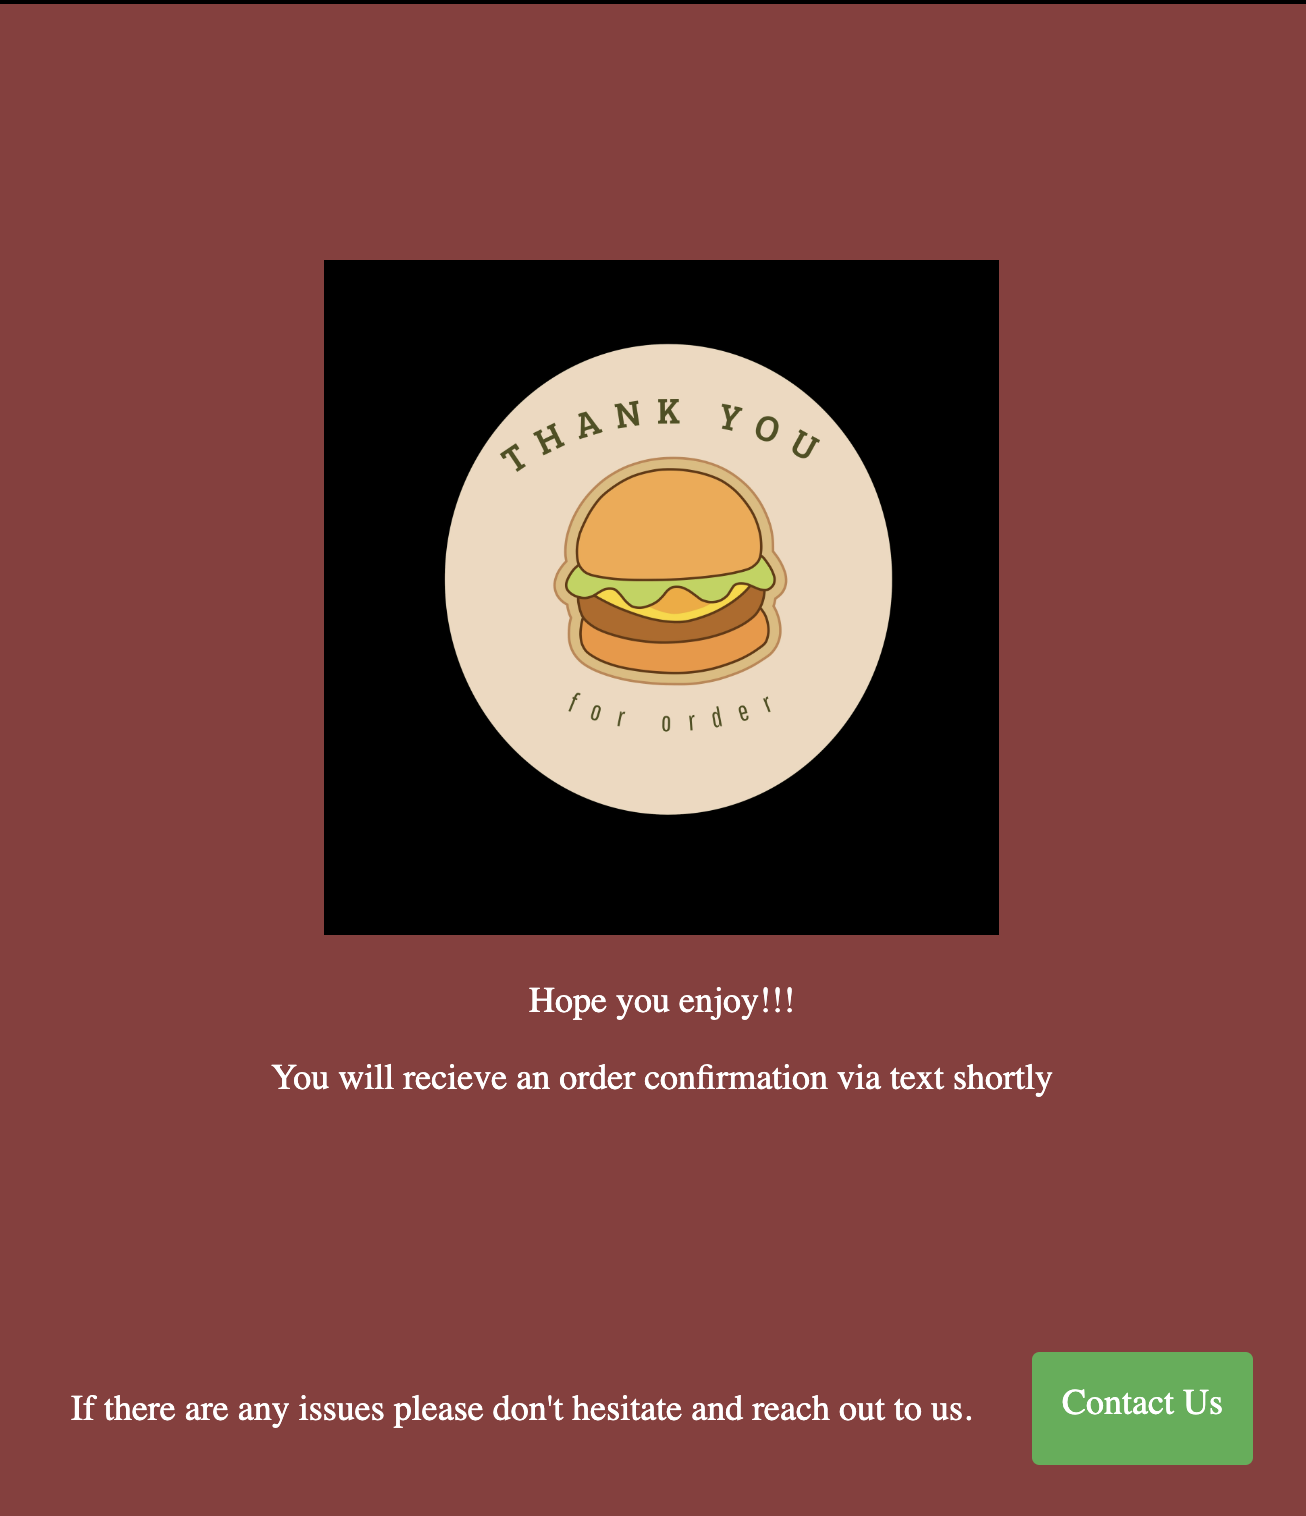 THANK YOU
for order
Hope you enjoy!!!
You will recieve an order confirmation via text shortly
If there are any issues please don't hesitate and reach out to us.
Contact Us